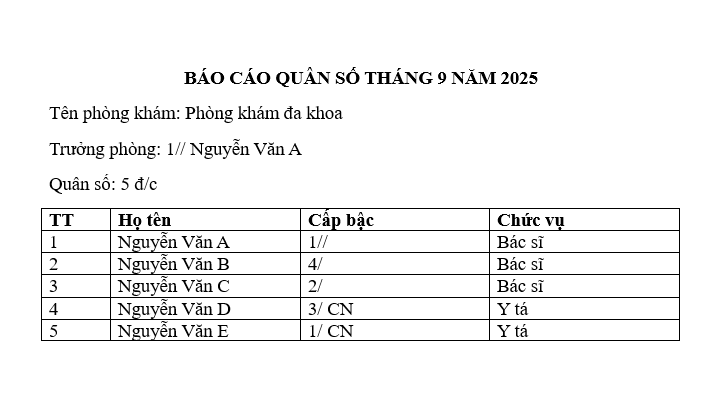 BÁO CÁO QUÂN SỐ THÁNG 9 NĂM 2025
Tên phòng khám: Phòng khám đa khoa
Trưởng phòng: 1// Nguyễn Văn A
Quân số: 5 đ/c
TT Họ tên Cấp bậc Chức vụ
1 Nguyễn Văn A 1// Bác sĩ
2 Nguyễn Văn B 4/ Bác sĩ
3 Nguyễn Văn C 2/ Bác sĩ
4 Nguyễn Văn D 3/ CN Y tá
5 Nguyễn Văn E 1/ CN Y tá